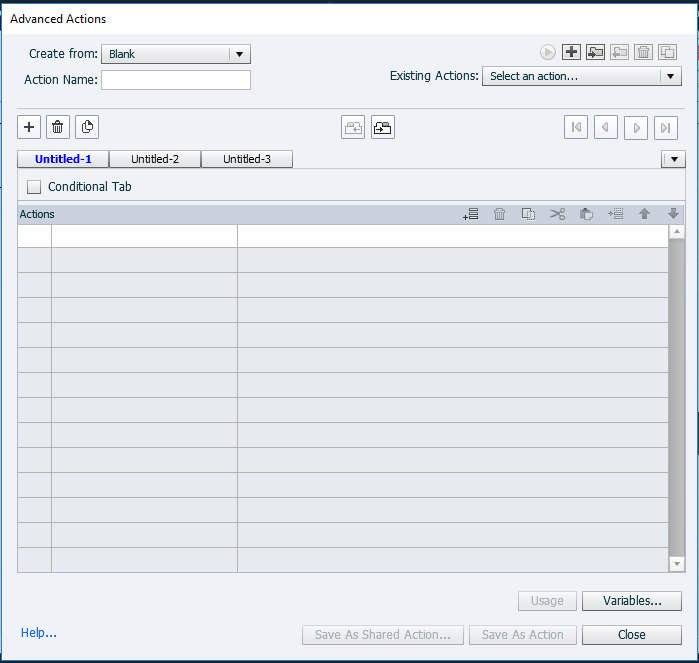 Advanced Actions
Create from: Blank
Action Name:
Existing Actions: Select an action...
Untitled-1 Untitled-2 Untitled-3
Conditional Tab
Actions
Usage Variables...
Help... Save As Shared Action... Save As Action Close